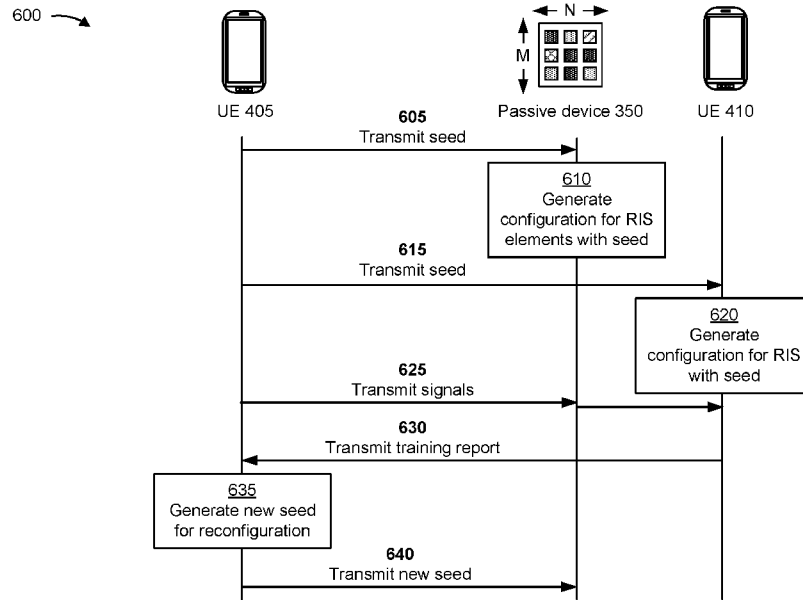 600
N
M
UE 405
Passive device 350
UE 410
605
Transmit seed
610
Generate
configuration for RIS
elements with seed
615
Transmit seed
620
Generate
configuration for RIS
with seed
625
Transmit signals
630
Transmit training report
635
Generate new seed
for reconfiguration
640
Transmit new seed